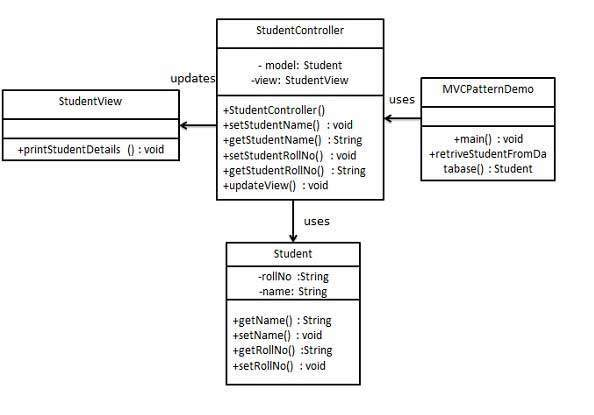 StudentController
- model: Student
-view: StudentView
+StudentController()
+setStudentName() : void
+getStudentName() : String
+setStudentRollNo() : void
+getStudentRollNo() : String
+updateView() : void
updates
StudentView
+printStudentDetails () : void
uses
MVCPatternDemo
+main() : void
+retriveStudentFromDa
tabase() : Student
uses
Student
-rollNo :String
-name: String
+getName() : String
+setName() : void
+getRollNo() :String
+setRollNo() : void